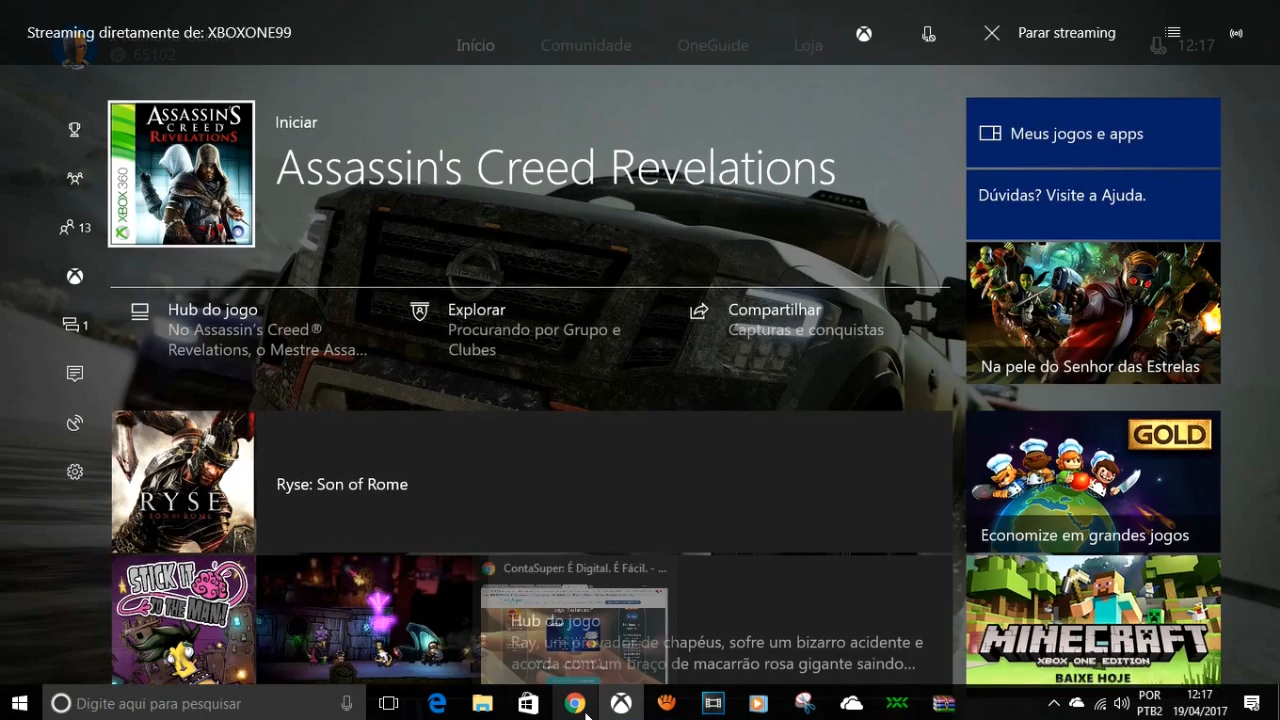 Streaming diretamente de: XBOXONE99
Parar streaming
65102
Início
Comunidade
OneGuide
Loja
12:17
ASSASSIN'S
CREED
REVELATIONS
XBOX 360
Iniciar
Assassin's Creed Revelations
13
1
Hub do jogo
No Assassin's Creed®
Revelations, o Mestre Assa...
Explorar
Procurando por Grupo e
Clubes
Compartilhar
Capturas e conquistas
Meus jogos e apps
Dúvidas? Visite a Ajuda.
Na pele do Senhor das Estrelas
RYSE
SON OF ROME
Ryse: Son of Rome
GOLD
Economize em grandes jogos
STICK IT
TO THE MAN!
ContaSuper: É Digital. É Fácil. - ...
Hub do jogo
Ray, um provador de chapéus, sofre um bizarro acidente e
acorda com um braço de macarrão rosa gigante saindo...
MINECRAFT
XBOX ONE EDITION
BAIXE HOJE
Digite aqui para pesquisar
POR
PTB2
12:17
19/04/2017